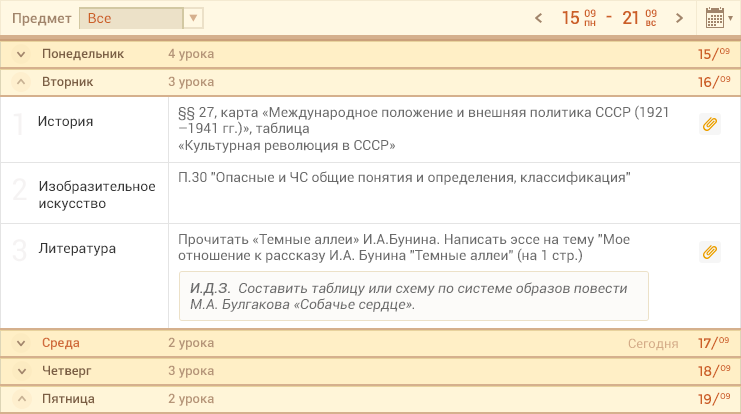 Предмет Все 15 09 пн - 21 09 вс
Понедельник 4 урока 15/09
Вторник 3 урока 16/09
1 История §§ 27, карта «Международное положение и внешняя политика СССР (1921
–1941 гг.)», таблица
«Культурная революция в СССР»
2 Изобразительное искусство П.30 "Опасные и ЧС общие понятия и определения, классификация"
3 Литература Прочитать «Темные аллеи» И.А.Бунина. Написать эссе на тему "Мое
отношение к рассказу И.А. Бунина "Темные аллеи" (на 1 стр.)
И.Д.З. Составить таблицу или схему по системе образов повести
М.А. Булгакова «Собачье сердце».
Среда 2 урока Сегодня 17/09
Четверг 3 урока 18/09
Пятница 2 урока 19/09